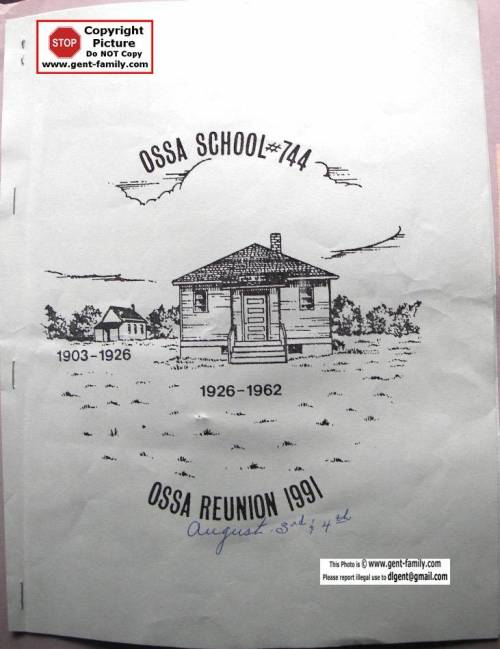 STOP
Copyright
Picture
Do NOT Copy
www.gent-family.com
OSSA SCHOOL #744
1903-1926
1926-1962
OSSA REUNION 1991
August 3rd & 4th
This Photo is © www.gent-family.com
Please report illegal use to dlgent@gmail.com